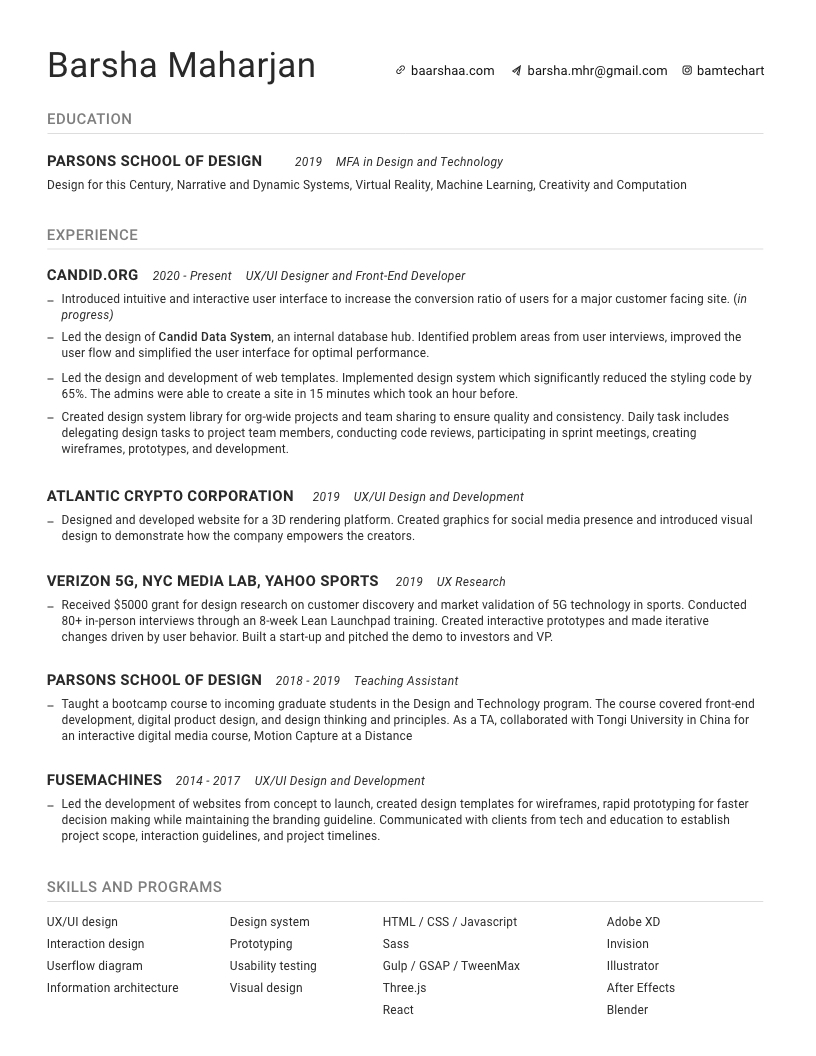 Barsha Maharjan
baarshaa.com barsha.mhr@gmail.com bamtechart
EDUCATION
PARSONS SCHOOL OF DESIGN 2019 MFA in Design and Technology
Design for this Century, Narrative and Dynamic Systems, Virtual Reality, Machine Learning, Creativity and Computation
EXPERIENCE
CANDID.ORG 2020 - Present UX/UI Designer and Front-End Developer
– Introduced intuitive and interactive user interface to increase the conversion ratio of users for a major customer facing site. (in
progress)
– Led the design of Candid Data System, an internal database hub. Identified problem areas from user interviews, improved the
user flow and simplified the user interface for optimal performance.
– Led the design and development of web templates. Implemented design system which significantly reduced the styling code by
65%. The admins were able to create a site in 15 minutes which took an hour before.
– Created design system library for org-wide projects and team sharing to ensure quality and consistency. Daily task includes
delegating design tasks to project team members, conducting code reviews, participating in sprint meetings, creating
wireframes, prototypes, and development.
ATLANTIC CRYPTO CORPORATION 2019 UX/UI Design and Development
– Designed and developed website for a 3D rendering platform. Created graphics for social media presence and introduced visual
design to demonstrate how the company empowers the creators.
VERIZON 5G, NYC MEDIA LAB, YAHOO SPORTS 2019 UX Research
– Received $5000 grant for design research on customer discovery and market validation of 5G technology in sports. Conducted
80+ in-person interviews through an 8-week Lean Launchpad training. Created interactive prototypes and made iterative
changes driven by user behavior. Built a start-up and pitched the demo to investors and VP.
PARSONS SCHOOL OF DESIGN 2018 - 2019 Teaching Assistant
– Taught a bootcamp course to incoming graduate students in the Design and Technology program. The course covered front-end
development, digital product design, and design thinking and principles. As a TA, collaborated with Tongi University in China for
an interactive digital media course, Motion Capture at a Distance
FUSEMACHINES 2014 - 2017 UX/UI Design and Development
– Led the development of websites from concept to launch, created design templates for wireframes, rapid prototyping for faster
decision making while maintaining the branding guideline. Communicated with clients from tech and education to establish
project scope, interaction guidelines, and project timelines.
SKILLS AND PROGRAMS
UX/UI design Design system HTML / CSS / Javascript Adobe XD
Interaction design Prototyping Sass Invision
Userflow diagram Usability testing Gulp / GSAP / TweenMax Illustrator
Information architecture Visual design Three.js After Effects
React Blender